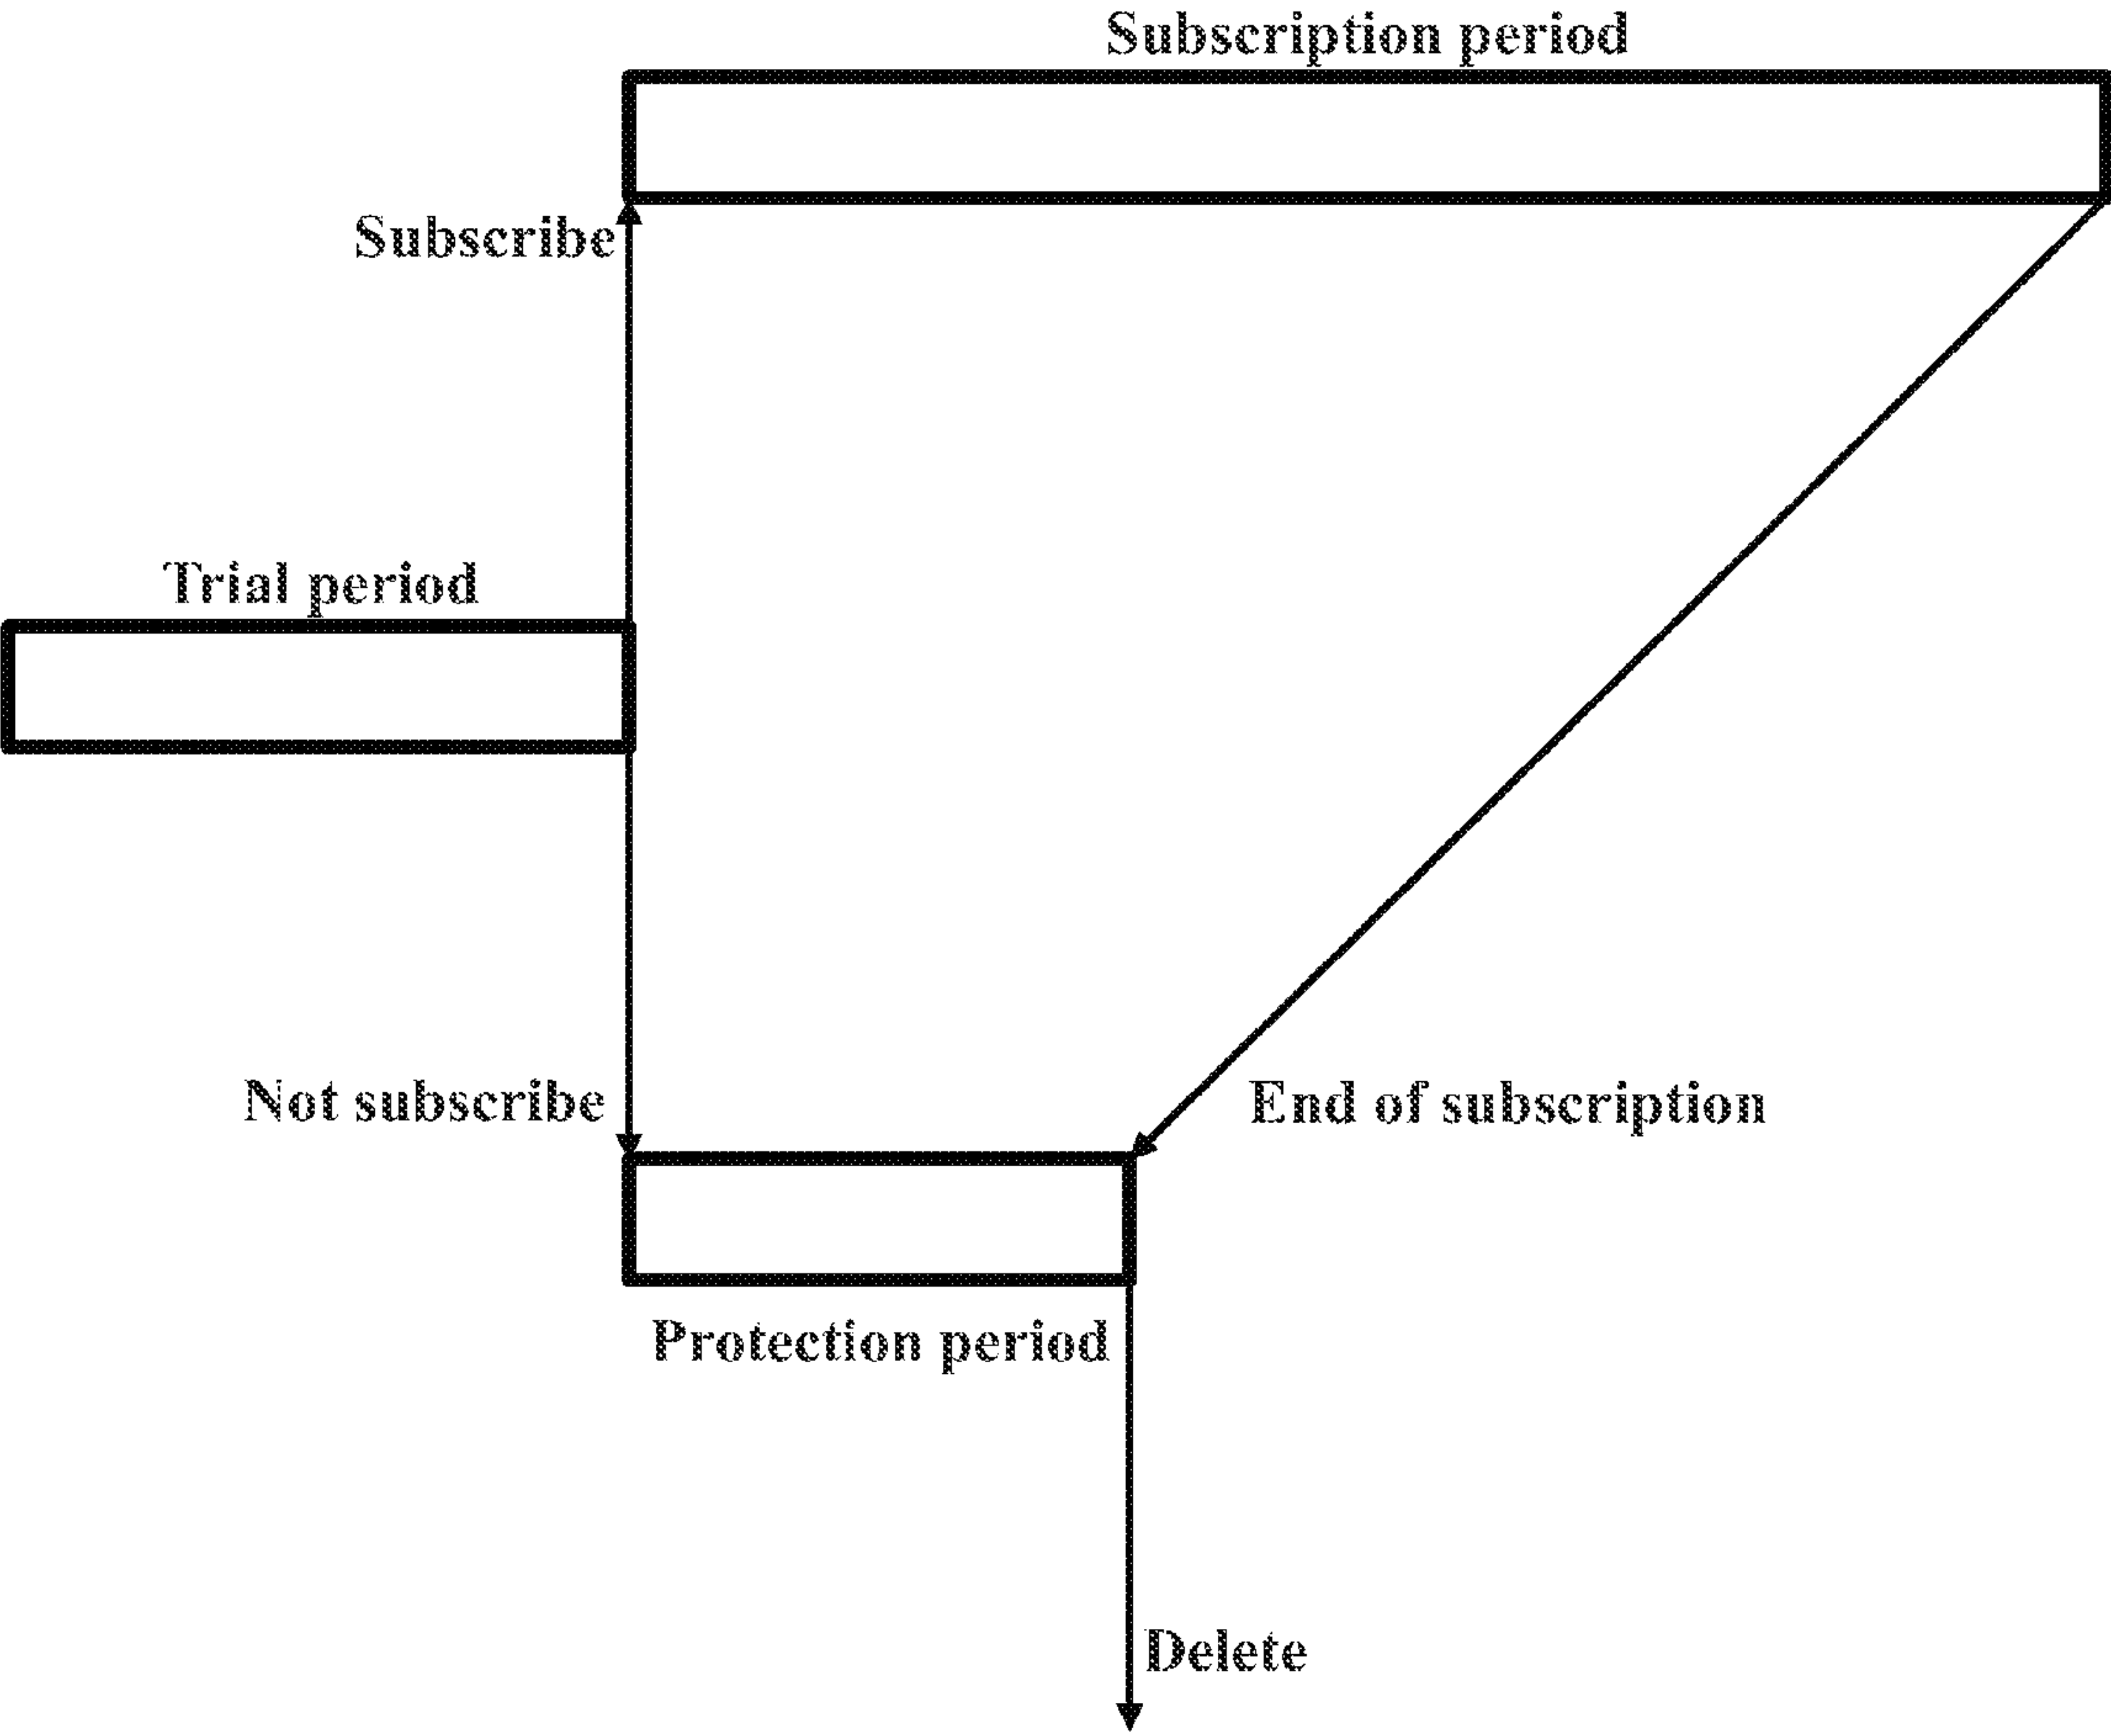 Subscription period
Subscribe
Trial period
Not subscribe
End of subscription
Protection period
Delete